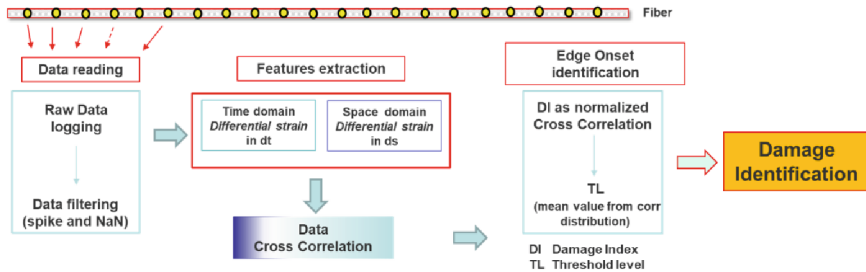 Fiber
Data reading
Raw Data
logging
Data filtering
(spike and NaN)
Features extraction
Time domain
Differential strain
in dt
Space domain
Differential strain
in ds
Data
Cross Correlation
Edge Onset
identification
DI as normalized
Cross Correlation
TL
(mean value from corr
distribution)
DI Damage Index
TL Threshold level
Damage
Identification